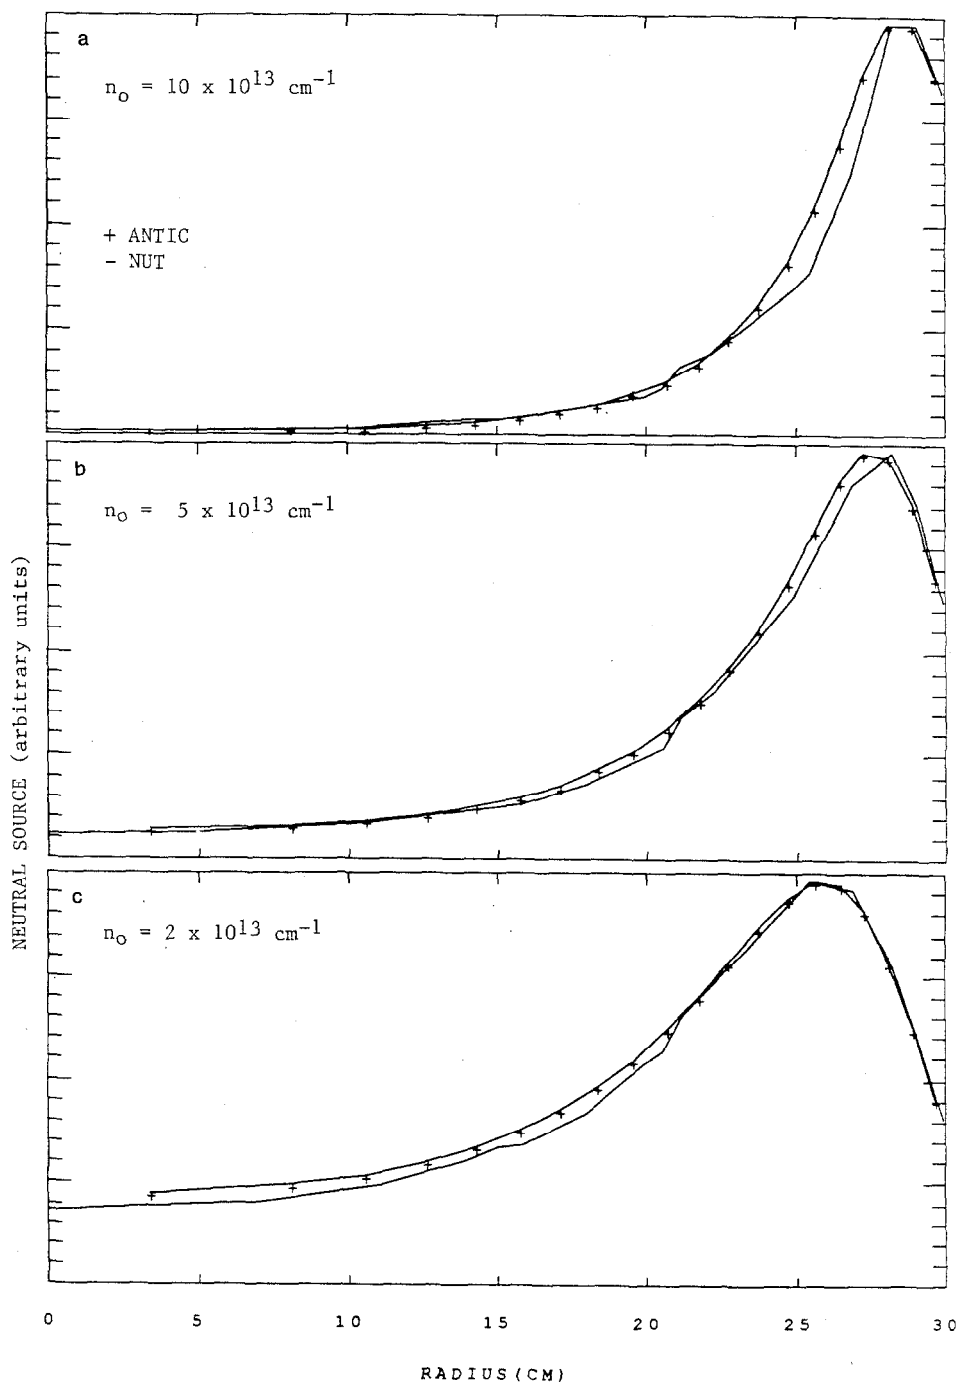 a
n₀ = 10 x 10¹³ cm⁻¹
+ ANTIC
- NUT
b
n₀ = 5 x 10¹³ cm⁻¹
c
n₀ = 2 x 10¹³ cm⁻¹
NEUTRAL SOURCE (arbitrary units)
0 5 10 15 20 25 30
RADIUS(CM)